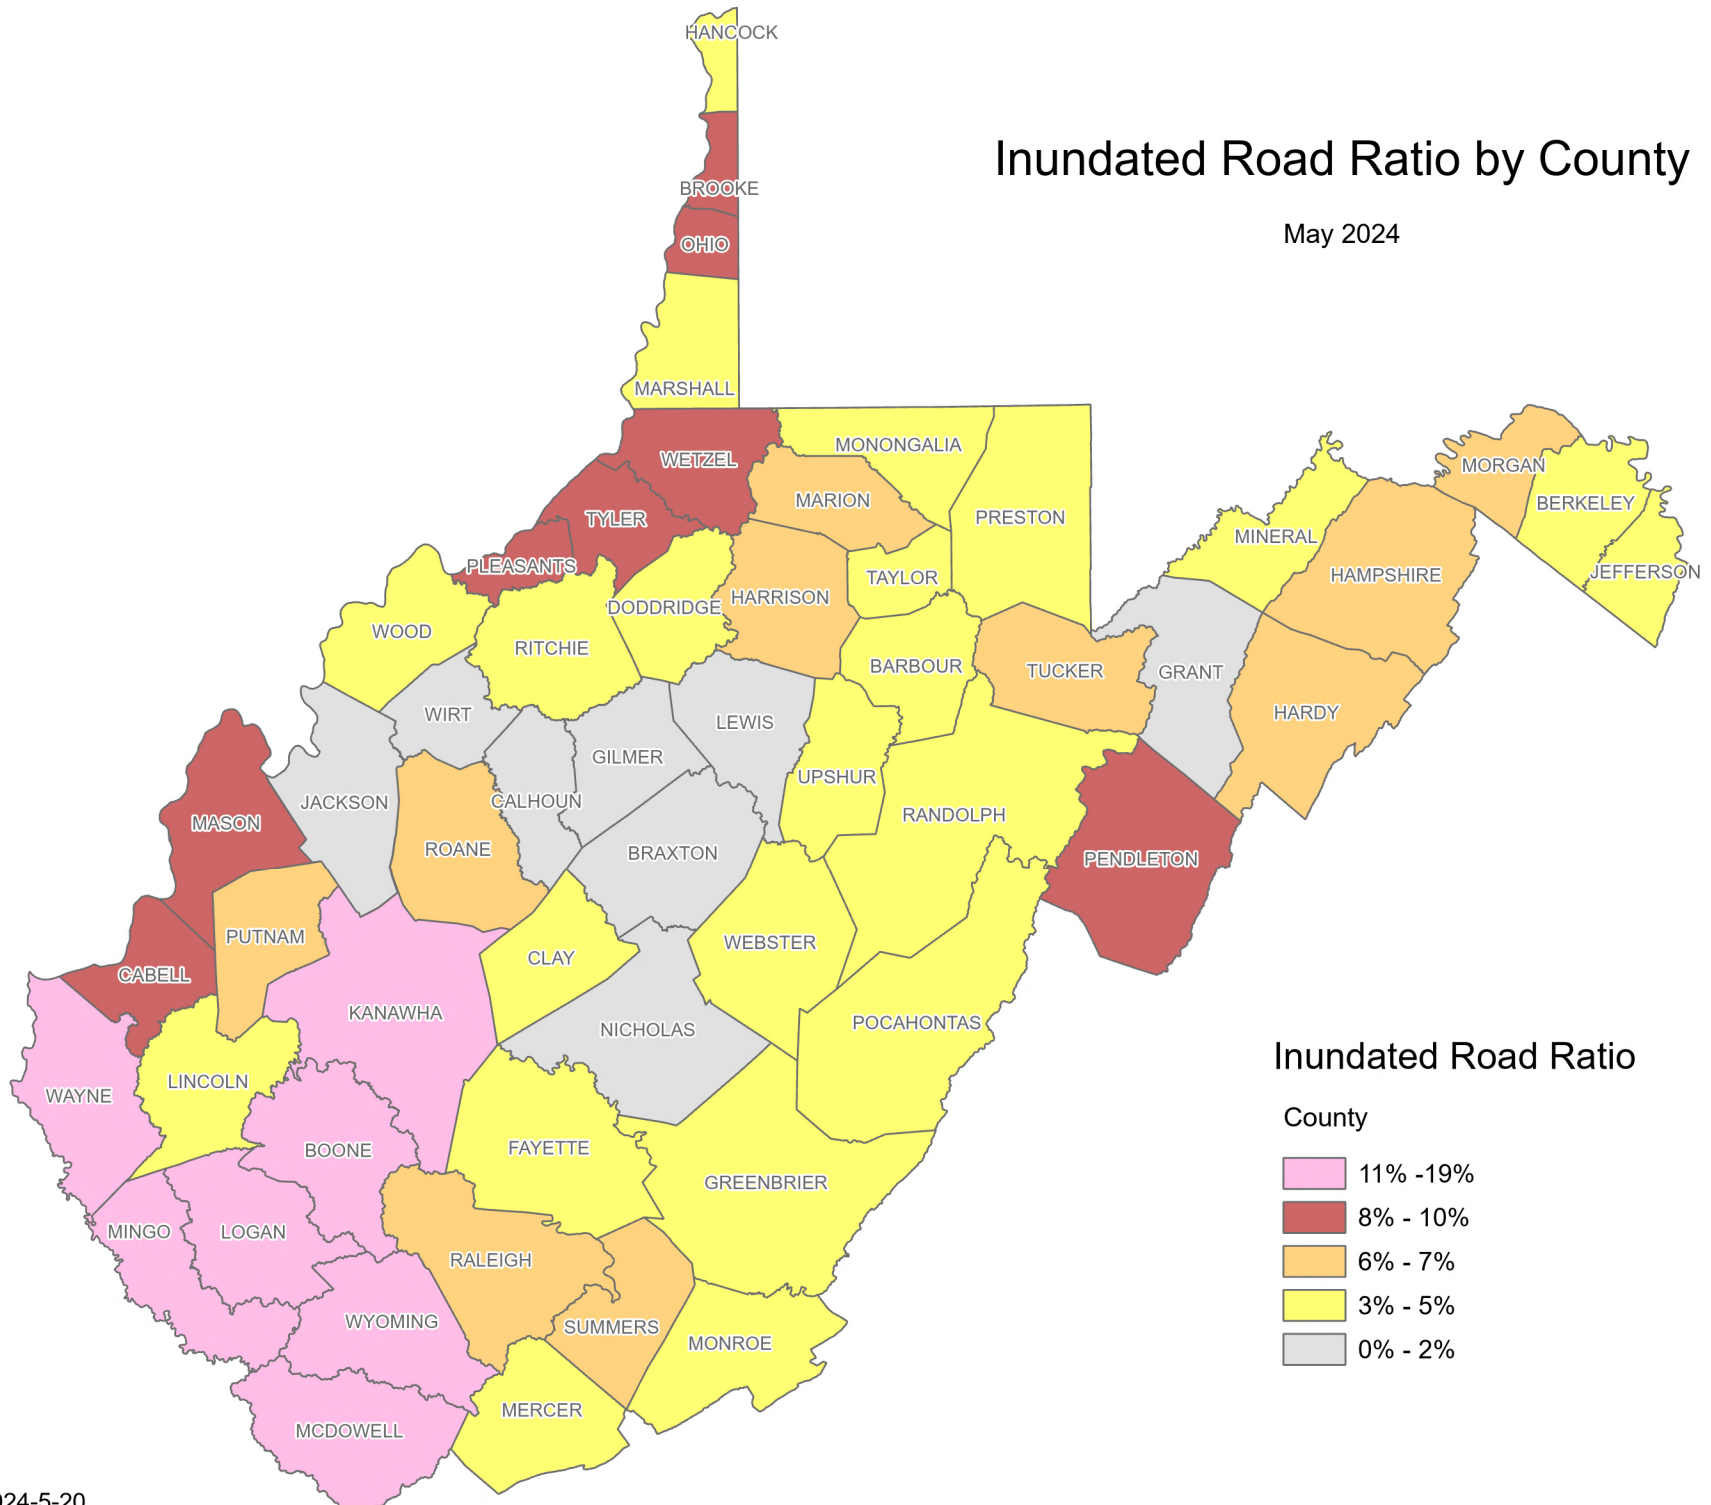 HANCOCK
Inundated Road Ratio by County
BROOKE
May 2024
OHIO
MARSHALL
MONONGALIA
WETZEL
MORGAN
MARION
BERKELEY
TYLER
PRESTON
MINERAL
PLEASANTS
TAYLOR
HAMPSHIRE
JEFFERSON
HARRISON
DODDRIDGE
WOOD
RITCHIE
BARBOUR
TUCKER
GRANT
WIRT
LEWIS
HARDY
GILMER
UPSHUR
JACKSON
CALHOUN
MASON
RANDOLPH
ROANE
BRAXTON
PENDLETON
PUTNAM
WEBSTER
CLAY
CABELL
KANAWHA
NICHOLAS
POCAHONTAS
Inundated Road Ratio
LINCOLN
WAYNE
County
BOONE
FAYETTE
11% -19%
GREENBRIER
8% - 10%
MINGO
LOGAN
RALEIGH
6% - 7%
3% - 5%
WYOMING
SUMMERS
MONROE
0% - 2%
MERCER
MCDOWELL
24-5-20